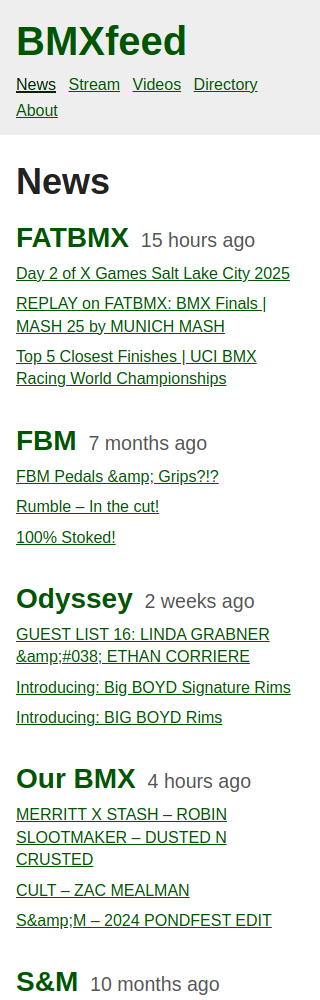 BMXfeed
News Stream Videos Directory
About
News
FATBMX 15 hours ago
Day 2 of X Games Salt Lake City 2025
REPLAY on FATBMX: BMX Finals |
MASH 25 by MUNICH MASH
Top 5 Closest Finishes | UCI BMX
Racing World Championships
FBM 7 months ago
FBM Pedals &amp; Grips?!?
Rumble – In the cut!
100% Stoked!
Odyssey 2 weeks ago
GUEST LIST 16: LINDA GRABNER
&amp;#038; ETHAN CORRIERE
Introducing: Big BOYD Signature Rims
Introducing: BIG BOYD Rims
Our BMX 4 hours ago
MERRITT X STASH – ROBIN
SLOOTMAKER – DUSTED N
CRUSTED
CULT – ZAC MEALMAN
S&amp;M – 2024 PONDFEST EDIT
S&M 10 months ago